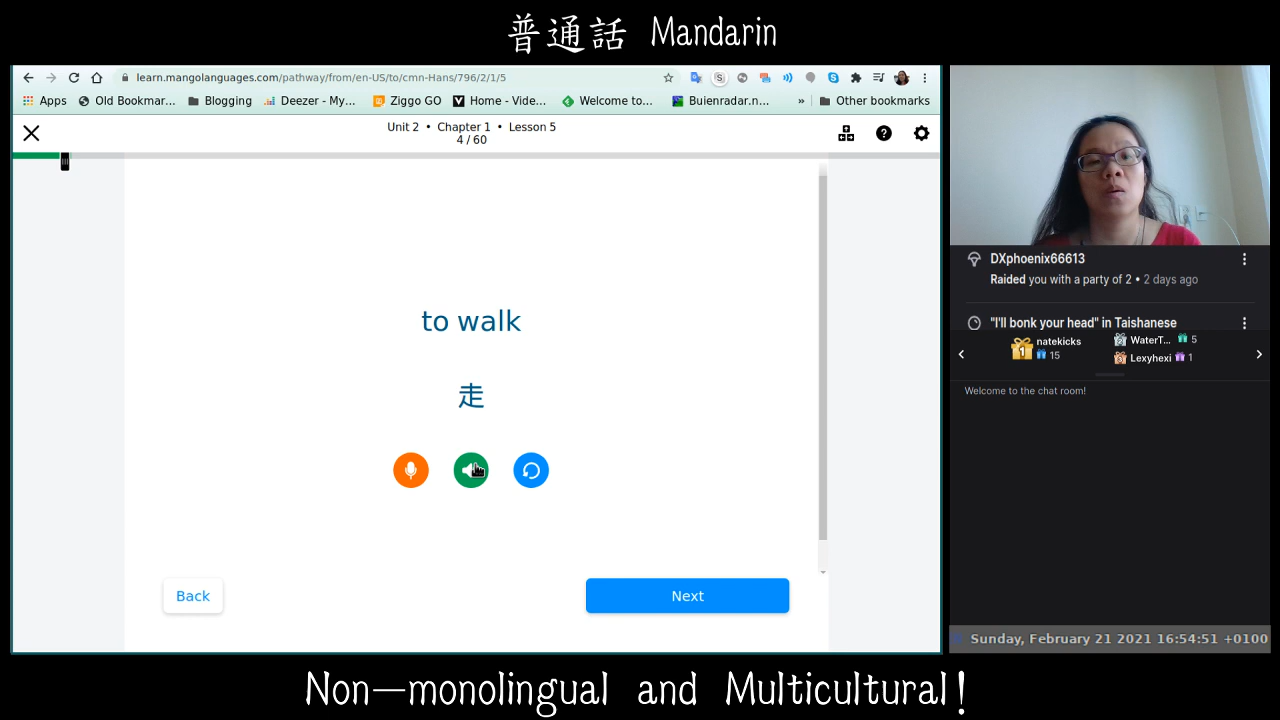 普通話 Mandarin
learn.mangolanguages.com/pathway/from/en-US/to/cmn-Hans/796/2/1/5
Apps Old Bookmar... Blogging Deezer - My... Ziggo GO Home - Vide... Welcome to... Buienradar.n... » Other bookmarks
Unit 2 • Chapter 1 • Lesson 5
4 / 60
to walk
走
Back
Next
DXphoenix66613
Raided you with a party of 2 • 2 days ago
"I'll bonk your head" in Taishanese
1 natekicks
15
WaterT... 5
Lexyhexi 1
Welcome to the chat room!
Sunday, February 21 2021 16:54:51 +0100
Non-monolingual and Multicultural!